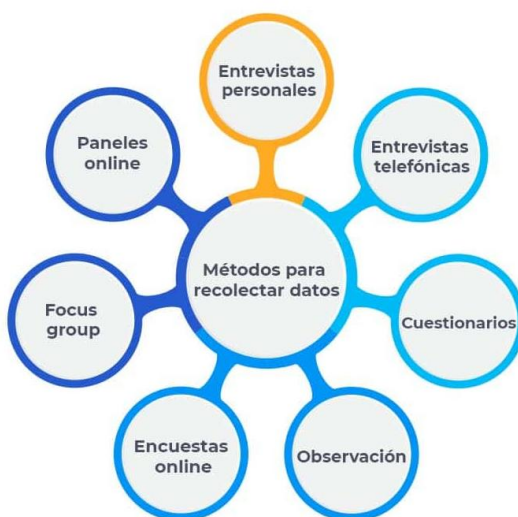 Entrevistas
personales
Entrevistas
telefónicas
Cuestionarios
Observación
Encuestas
online
Focus
group
Paneles
online
Métodos para
recolectar datos